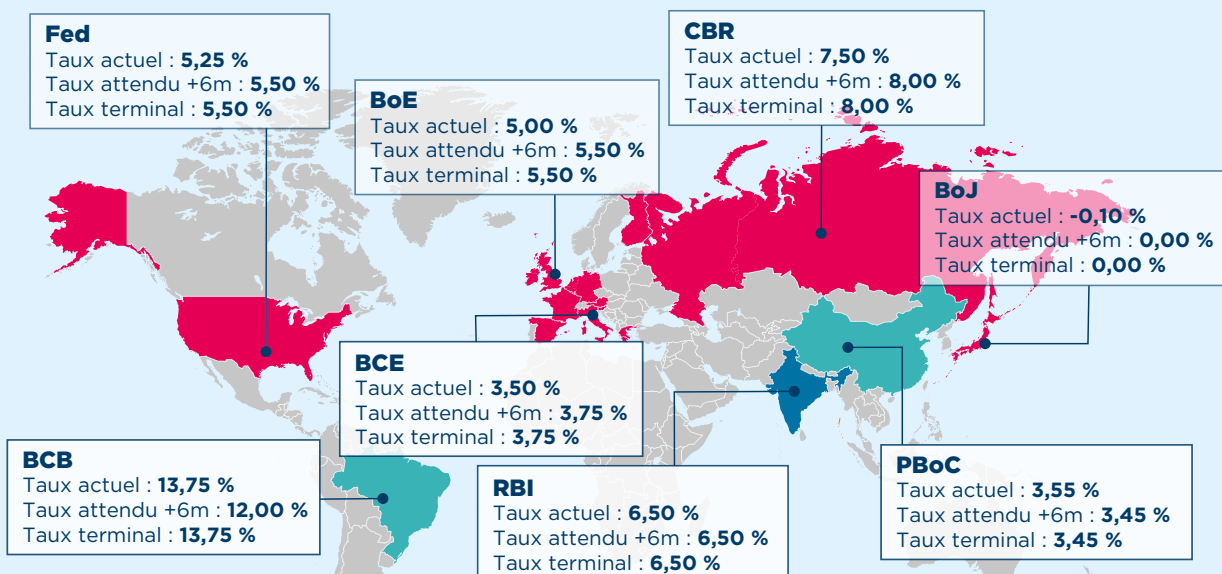 Fed
Taux actuel : 5,25 %
Taux attendu +6m : 5,50 %
Taux terminal : 5,50 %
BoE
Taux actuel : 5,00 %
Taux attendu +6m : 5,50 %
Taux terminal : 5,50 %
CBR
Taux actuel : 7,50 %
Taux attendu +6m : 8,00 %
Taux terminal : 8,00 %
BoJ
Taux actuel : -0,10 %
Taux attendu +6m : 0,00 %
Taux terminal : 0,00 %
BCE
Taux actuel : 3,50 %
Taux attendu +6m : 3,75 %
Taux terminal : 3,75 %
BCB
Taux actuel : 13,75 %
Taux attendu +6m : 12,00 %
Taux terminal : 13,75 %
RBI
Taux actuel : 6,50 %
Taux attendu +6m : 6,50 %
Taux terminal : 6,50 %
PBoC
Taux actuel : 3,55 %
Taux attendu +6m : 3,45 %
Taux terminal : 3,45 %